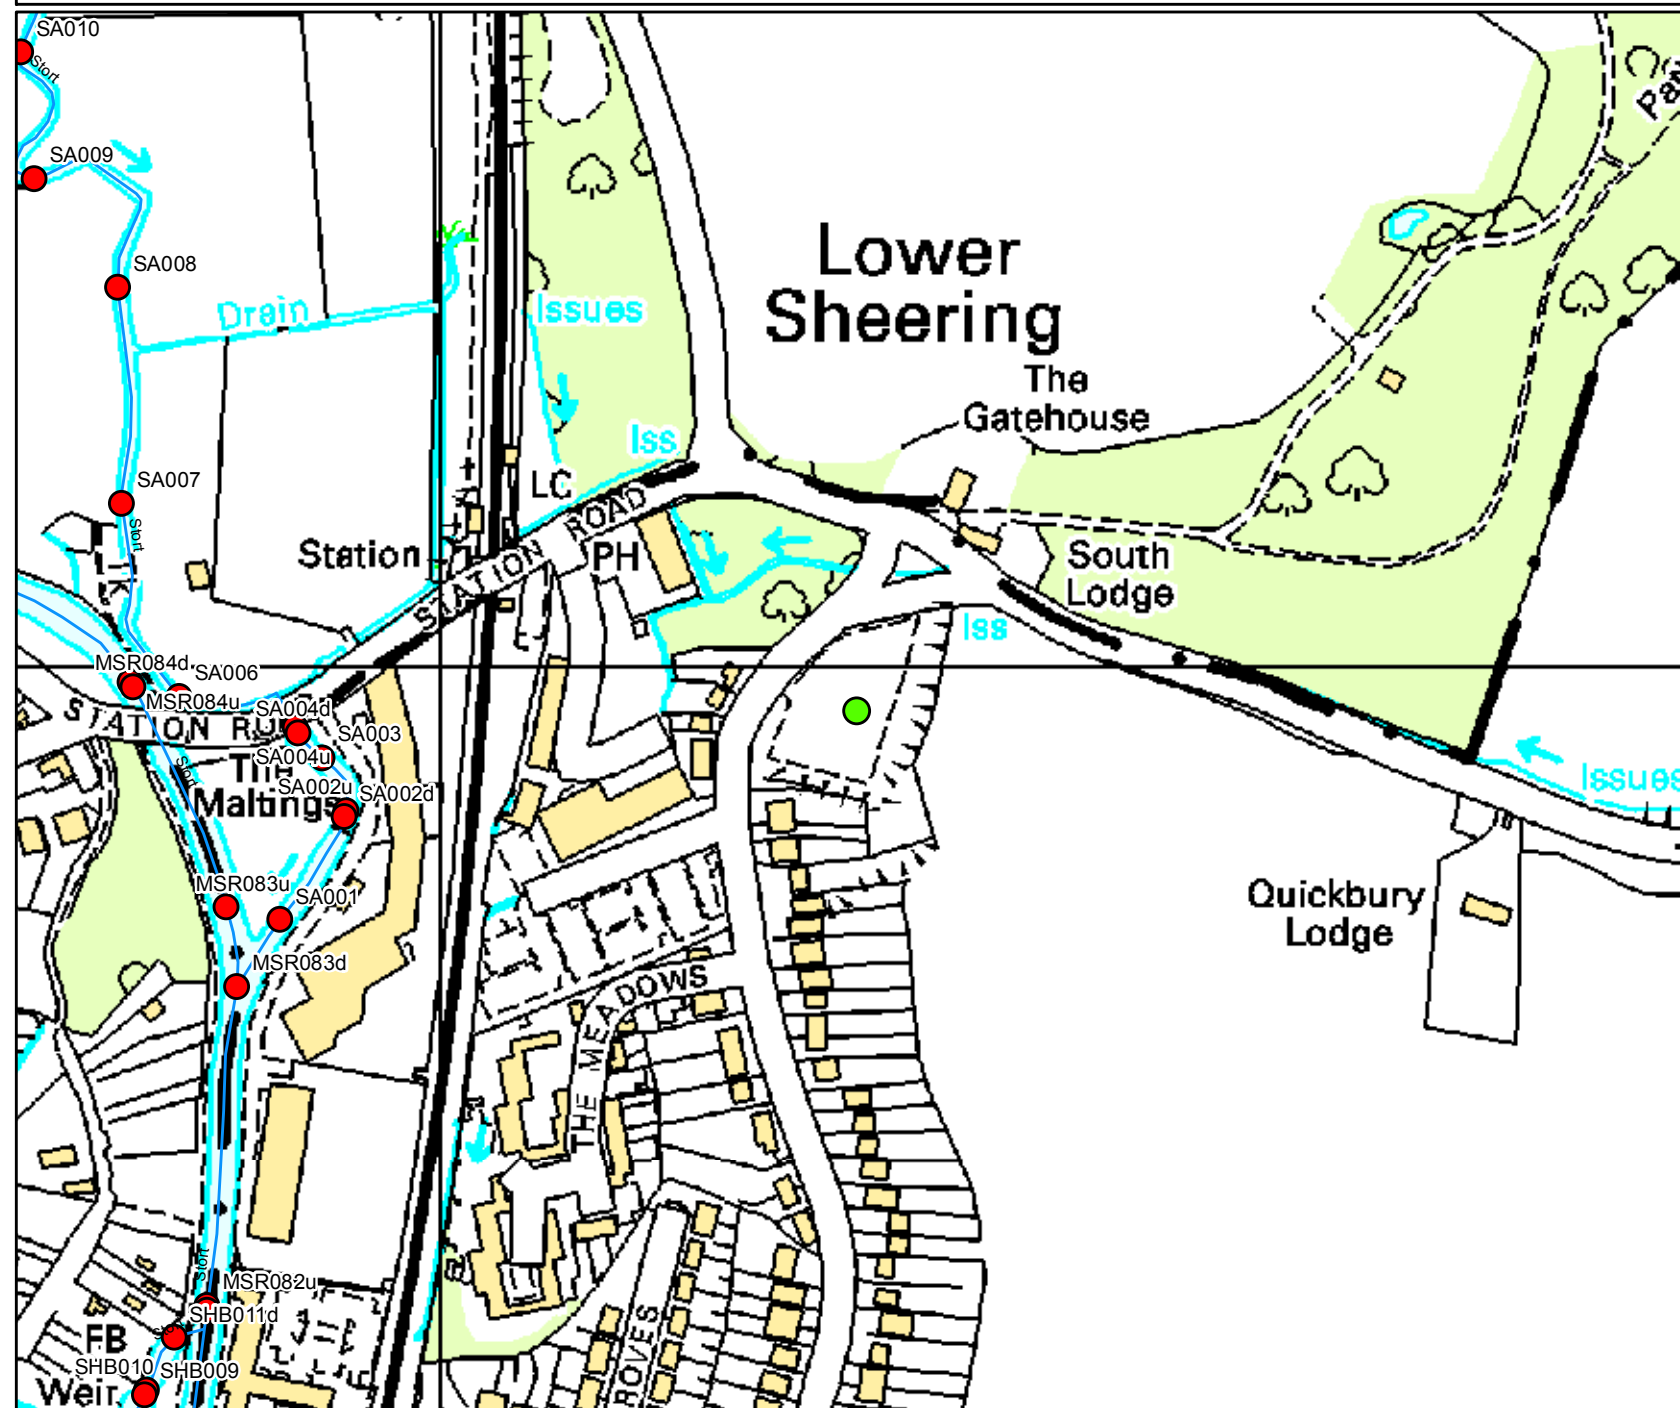 SA010
Stort
SA009
SA008
Drain
Issues
Lower
Sheering
The
Gatehouse
Iss
LC
SA007
Stort
STATION ROAD
Station
PH
South
Lodge
Iss
MSR084d
SA006
MSR084u
SA004d
STATION
SA003
SA004u
Stort
The
Maltings
SA002u
SA002d
Issues
MSR083u
SA001
Quickbury
Lodge
MSR083d
THE MEADOWS
Stort
MSR082u
SHB011d
FB
SHB010
SHB009
Weir